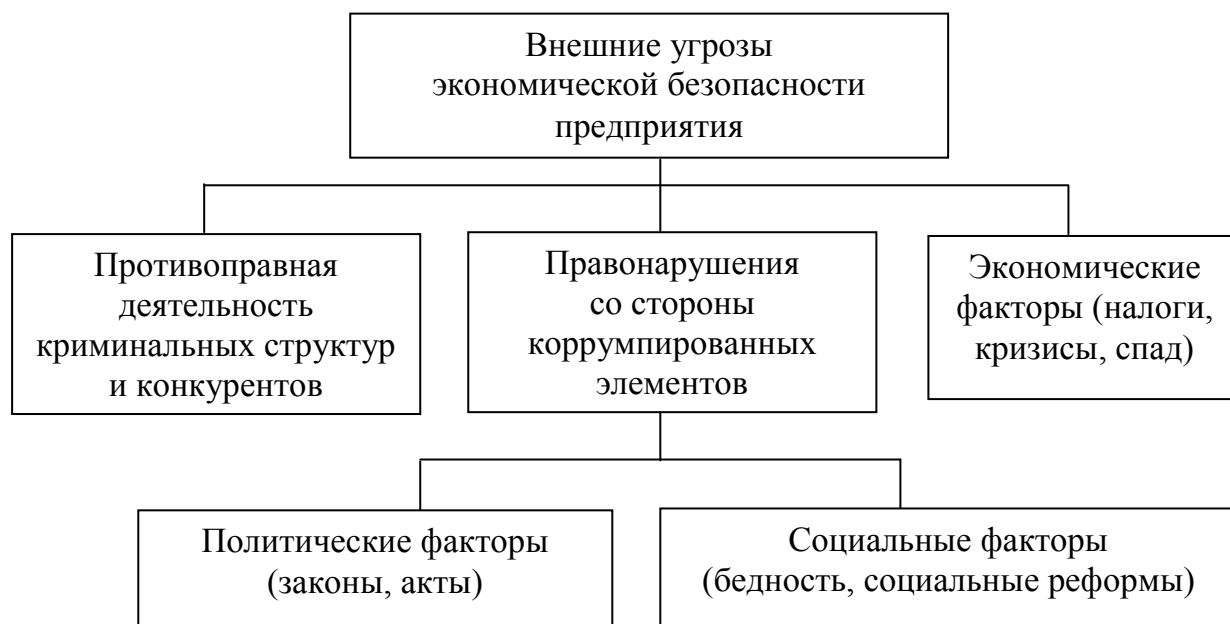 Внешние угрозы
экономической безопасности
предприятия
Противоправная
деятельность
криминальных структур
и конкурентов
Правонарушения
со стороны
коррумпированных
элементов
Экономические
факторы (налоги,
кризисы, спад)
Политические факторы
(законы, акты)
Социальные факторы
(бедность, социальные реформы)